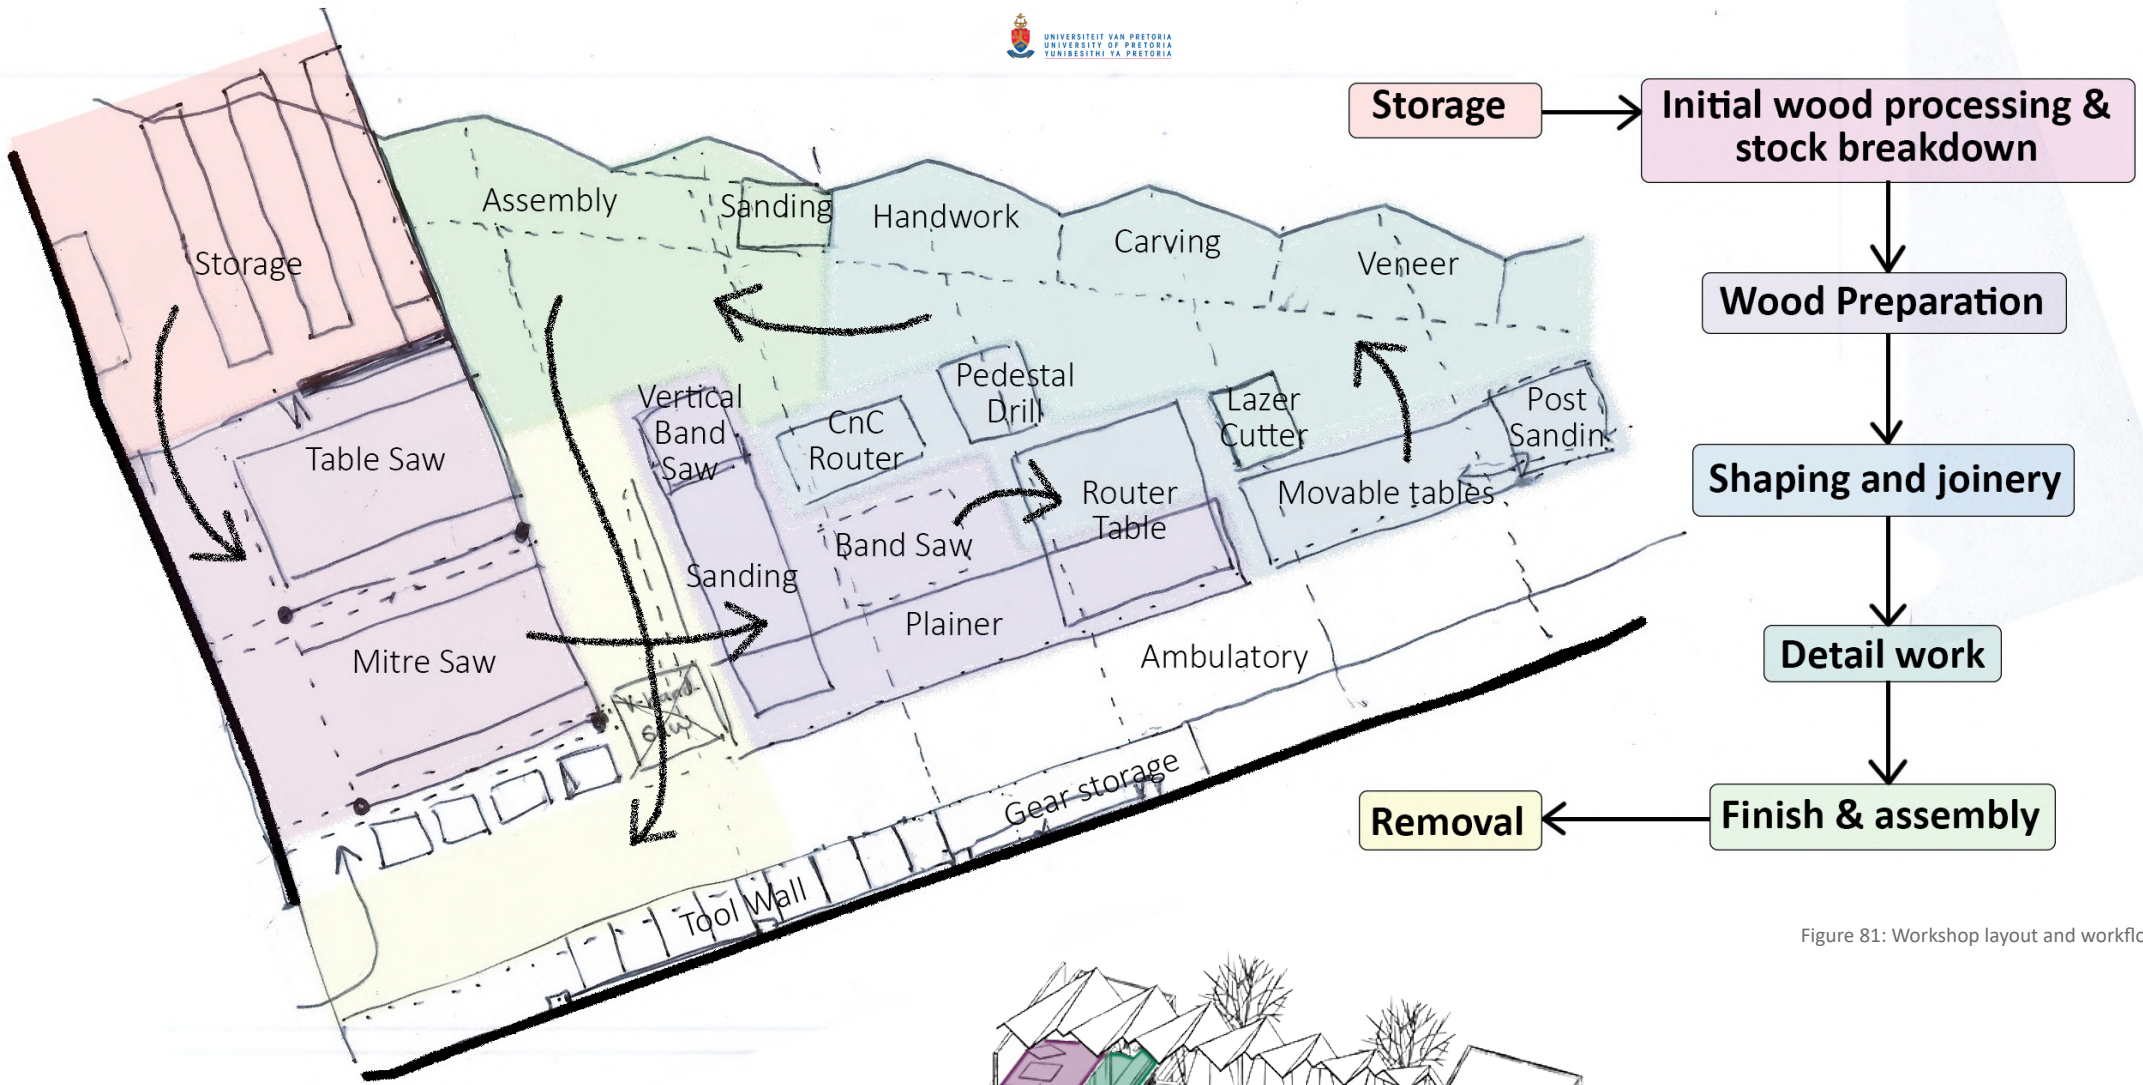 UNIVERSITEIT VAN PRETORIA
UNIVERSITY OF PRETORIA
YUNIBESITHI YA PRETORIA
Storage
Initial wood processing &
stock breakdown
Wood Preparation
Shaping and joinery
Detail work
Finish & assembly
Removal
Storage
Assembly
Sanding
Handwork
Carving
Veneer
Table Saw
Vertical
Band
Saw
CnC
Router
Pedestal
Drill
Lazer
Cutter
Post
Sandin
Movable tables
Router
Table
Band Saw
Sanding
Plainer
Mitre Saw
Ambulatory
Gear storage
Tool Wall
Figure 81: Workshop layout and workflo